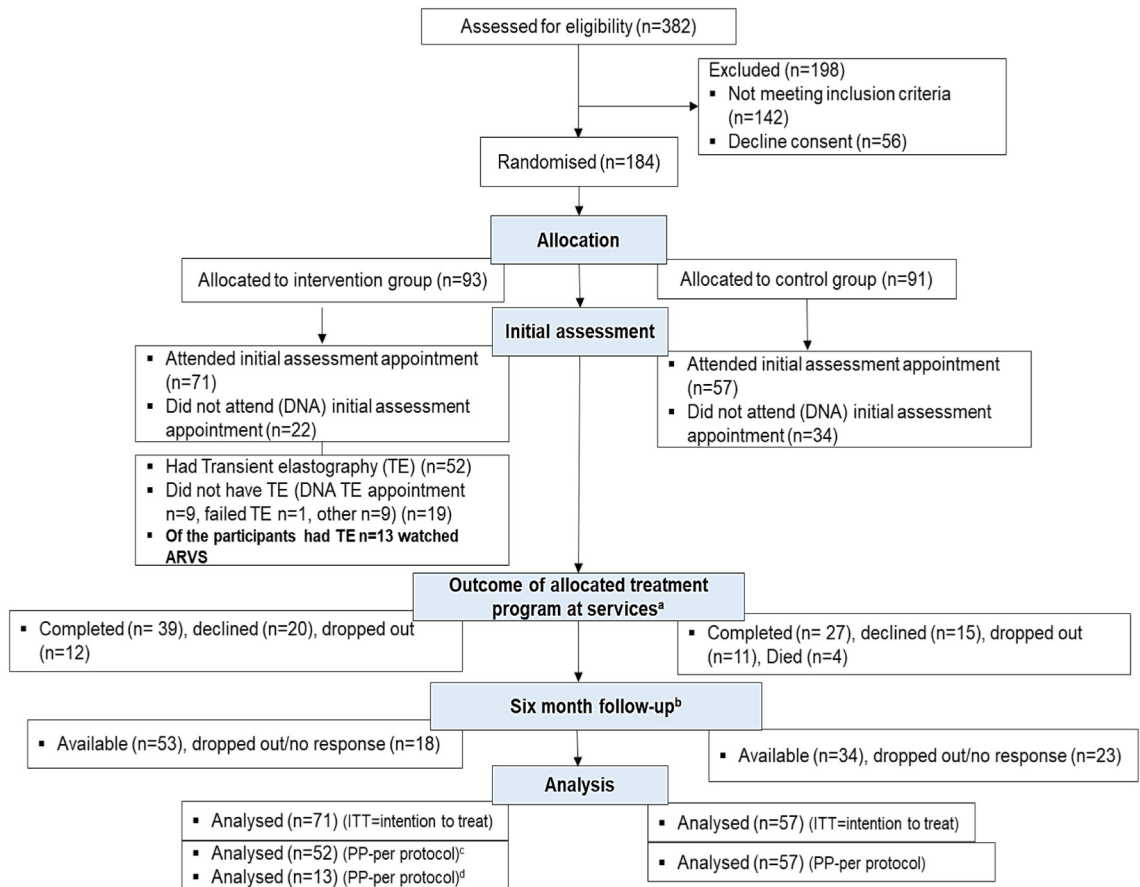 Assessed for eligibility (n=382)
Excluded (n=198)
▪ Not meeting inclusion criteria
(n=142)
▪ Decline consent (n=56)
Randomised (n=184)
Allocation
Allocated to intervention group (n=93)
Allocated to control group (n=91)
Initial assessment
▪ Attended initial assessment appointment
(n=71)
▪ Did not attend (DNA) initial assessment
appointment (n=22)
▪ Attended initial assessment appointment
(n=57)
▪ Did not attend (DNA) initial assessment
appointment (n=34)
▪ Had Transient elastography (TE) (n=52)
▪ Did not have TE (DNA TE appointment
n=9, failed TE n=1, other n=9) (n=19)
▪ Of the participants had TE n=13 watched
ARVS
Outcome of allocated treatment
program at servicesᵃ
▪ Completed (n= 39), declined (n=20), dropped out
(n=12)
▪ Completed (n= 27), declined (n=15), dropped out
(n=11), Died (n=4)
Six month follow-upᵇ
▪ Available (n=53), dropped out/no response (n=18)
▪ Available (n=34), dropped out/no response (n=23)
Analysis
▪ Analysed (n=71) (ITT=intention to treat)
▪ Analysed (n=57) (ITT=intention to treat)
▪ Analysed (n=52) (PP-per protocol)ᶜ
▪ Analysed (n=13) (PP-per protocol)ᵈ
▪ Analysed (n=57) (PP-per protocol)